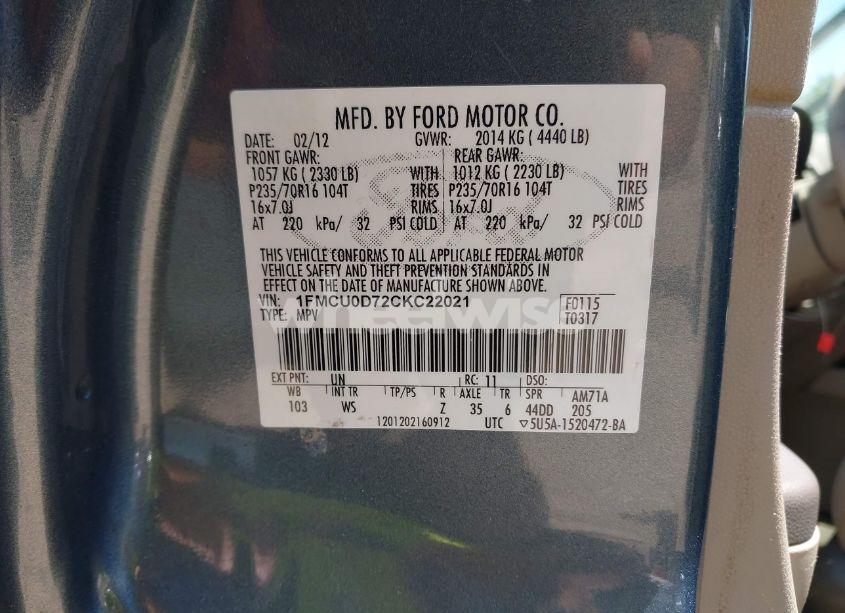 MFD. BY FORD MOTOR CO.
DATE: 02/12 GVWR: 2014 KG ( 4440 LB)
FRONT GAWR: REAR GAWR:
1057 KG ( 2330 LB) WITH 1012 KG ( 2230 LB) WITH
P235/70R16 104T TIRES P235/70R16 104T TIRES
16x7.0J RIMS 16x7.0J RIMS
AT 220 kPa/ 32 PSI COLD AT 220 kPa/ 32 PSI COLD
THIS VEHICLE CONFORMS TO ALL APPLICABLE FEDERAL MOTOR
VEHICLE SAFETY AND THEFT PREVENTION STANDARDS IN
EFFECT ON THE DATE OF MANUFACTURE SHOWN ABOVE.
VIN: 1FMCU0D72CKC22021 F0115
TYPE: MPV T0317
wheelwise
EXT PNT: UN RC: 11 DSO:
WB INT TR TP/PS R AXLE TR SPR AM71A
103 WS Z 35 6 44DD 205
1201202160912 UTC ▽5U5A-1520472-BA